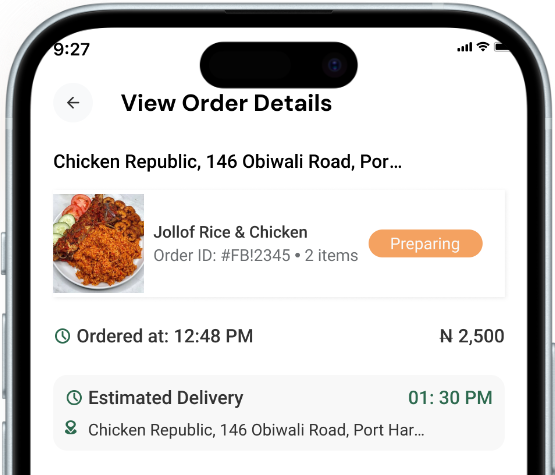 9:27
View Order Details
Chicken Republic, 146 Obiwali Road, Por...
Jollof Rice & Chicken
Order ID: #FB!2345 • 2 items
Preparing
Ordered at: 12:48 PM
₦ 2,500
Estimated Delivery
01: 30 PM
Chicken Republic, 146 Obiwali Road, Port Har...